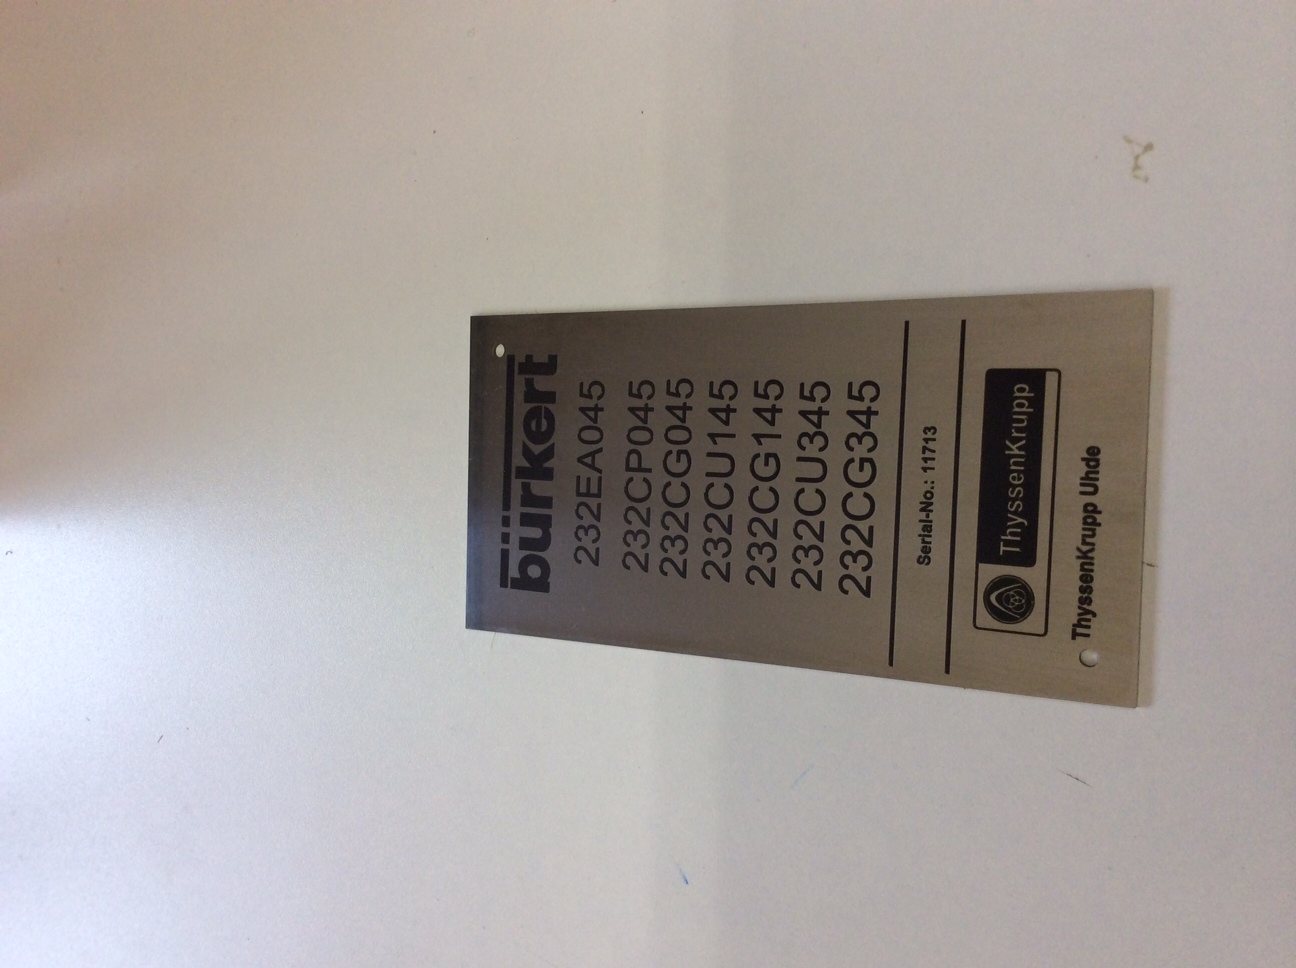 bürkert
232EA045
232CP045
232CG045
232CU145
232CG145
232CU345
232CG345
Serial-No.: 11713
ThyssenKrupp
ThyssenKrupp Uhde